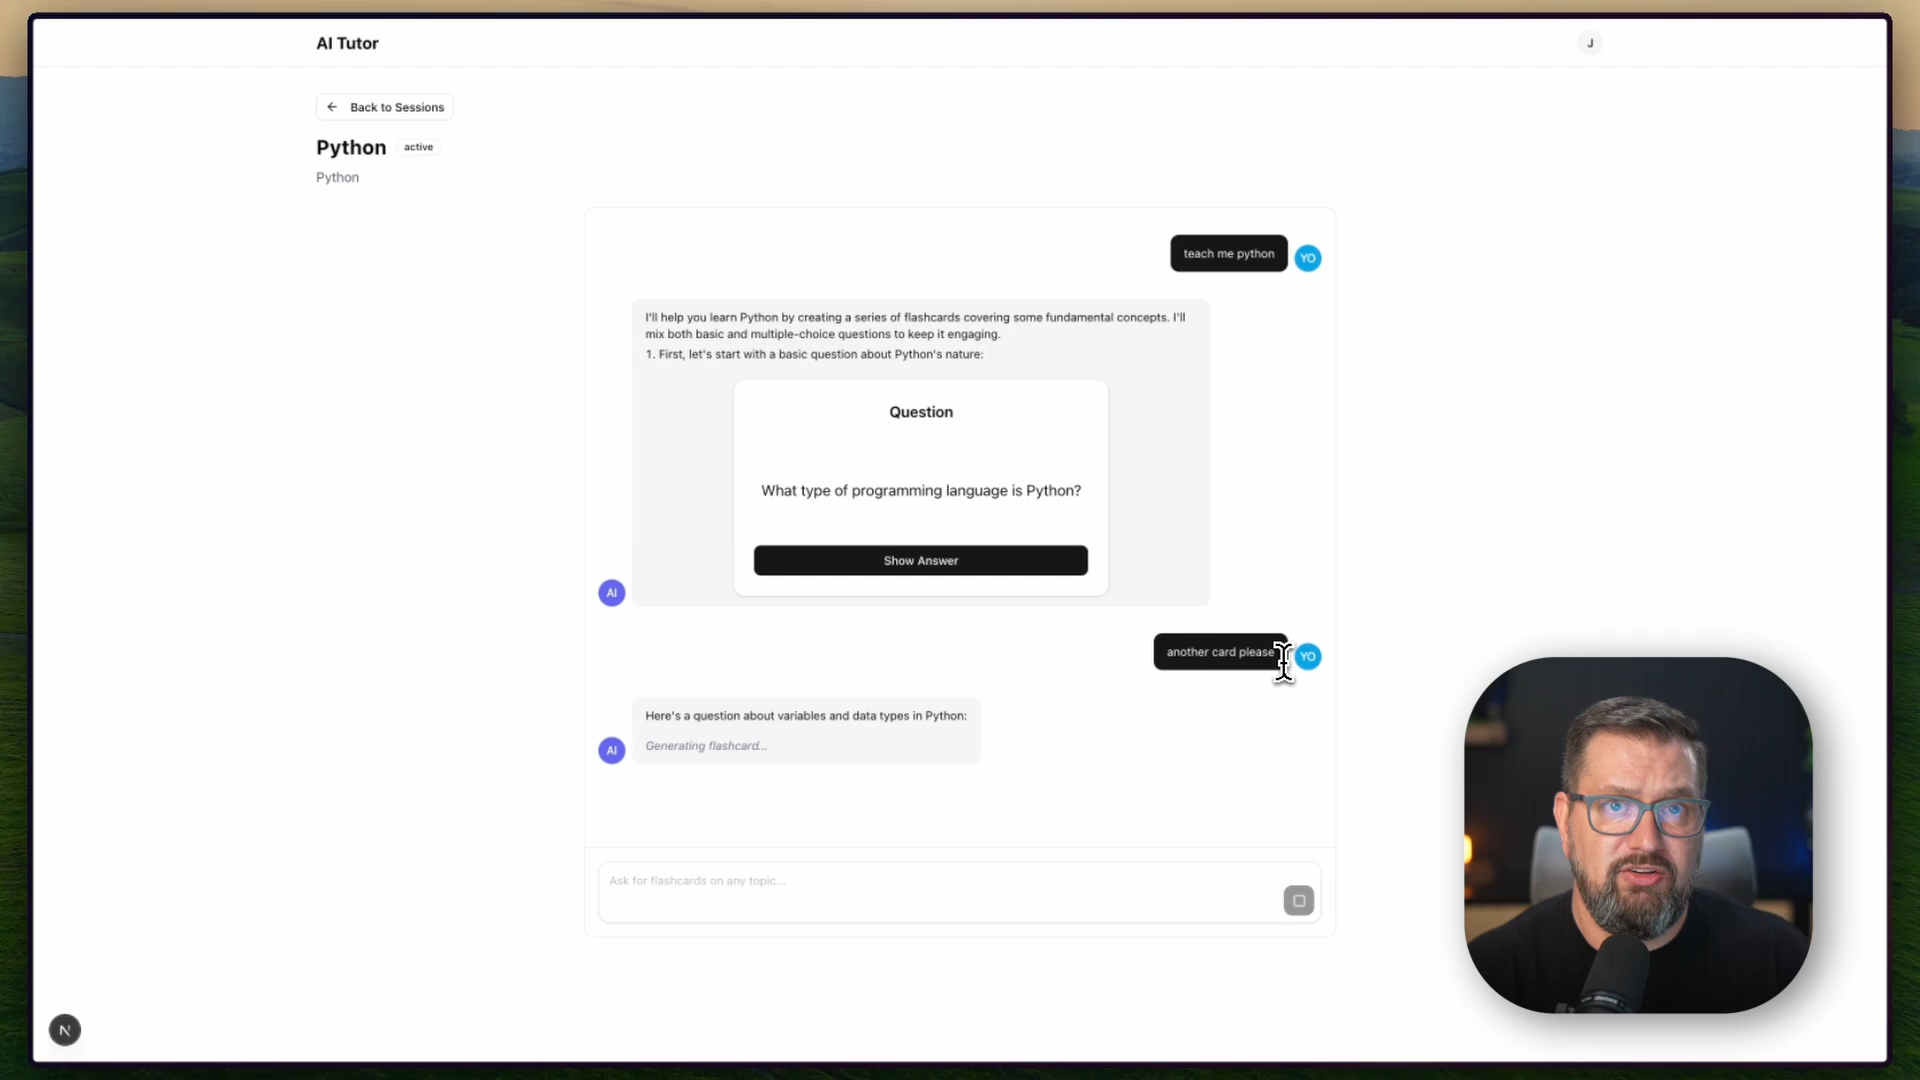 AI Tutor
J
Back to Sessions
Python active
Python
teach me python
YO
I'll help you learn Python by creating a series of flashcards covering some fundamental concepts. I'll
mix both basic and multiple-choice questions to keep it engaging.
1. First, let's start with a basic question about Python's nature:
Question
What type of programming language is Python?
Show Answer
AI
another card please
YO
Here's a question about variables and data types in Python:
Generating flashcard...
AI
Ask for flashcards on any topic...
N